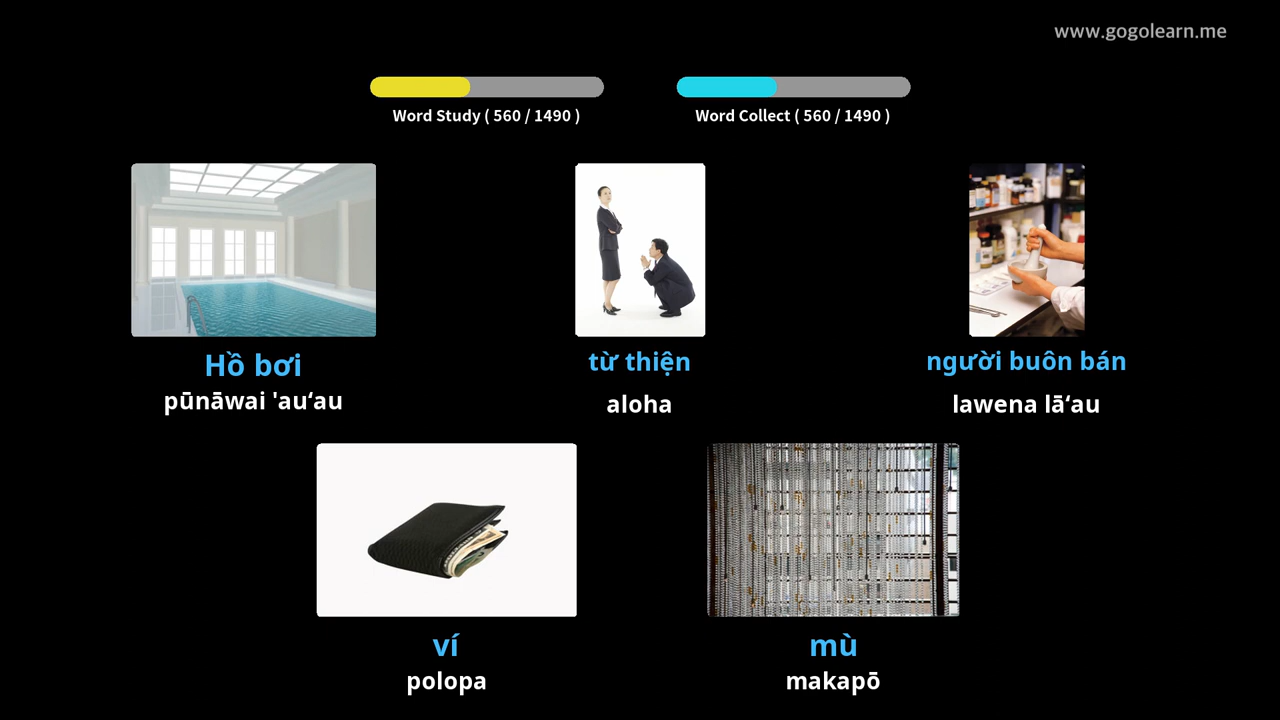 www.gogolearn.me
Word Study ( 560 / 1490 )
Word Collect ( 560 / 1490 )
Hồ bơi
pūnāwai 'auʻau
từ thiện
aloha
người buôn bán
lawena lāʻau
ví
polopa
mù
makapō